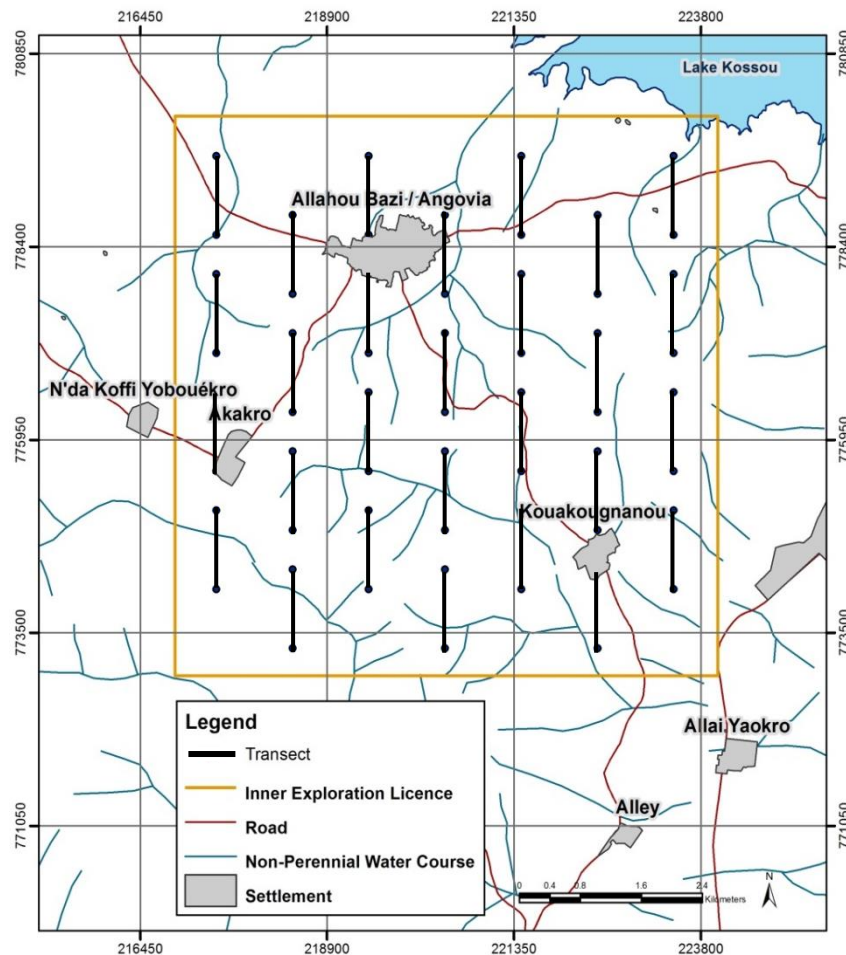 216450 218900 221350 223800
780850 780850
Lake Kossou
Allahou Bazi / Angovia
778400 778400
N'da Koffi Yobouékro
Akakro
775950 775950
Kouakougnanou
773500 773500
Allai Yaokro
Legend
Transect
Inner Exploration Licence
Road
Non-Perennial Water Course
Settlement
Alley
771050 771050
0 0.4 0.8 1.6 2.4
Kilometers
N
216450 218900 221350 223800